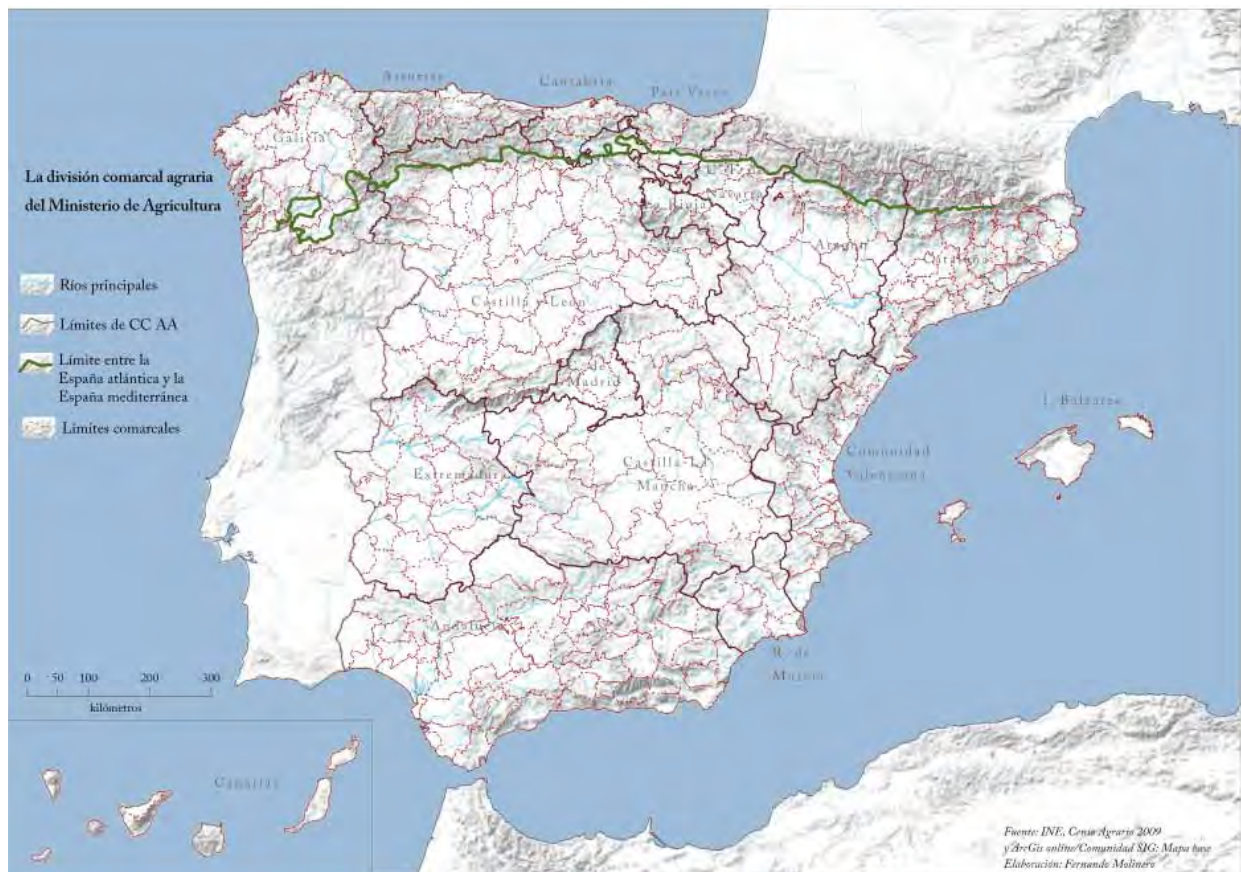 Asturias
Cantabria
País Vasco
Galicia
La división comarcal agraria
del Ministerio de Agricultura
Navarra
Rioja
Aragón
Cataluña
Ríos principales
Límites de CC AA
Límite entre la
España atlántica y la
España mediterránea
Limites comarcales
Castilla y León
C. de
Madrid
I. Baleares
Comunidad
Valenciana
Castilla-La
Mancha
Extremadura
Andalucía
R. de
Murcia
0 50 100 200 300
kilómetros
Canarias
Fuente: INE, Censo Agrario 2009
y ArcGis online/Comunidad SIG: Mapa base
Elaboración: Fernando Molinero